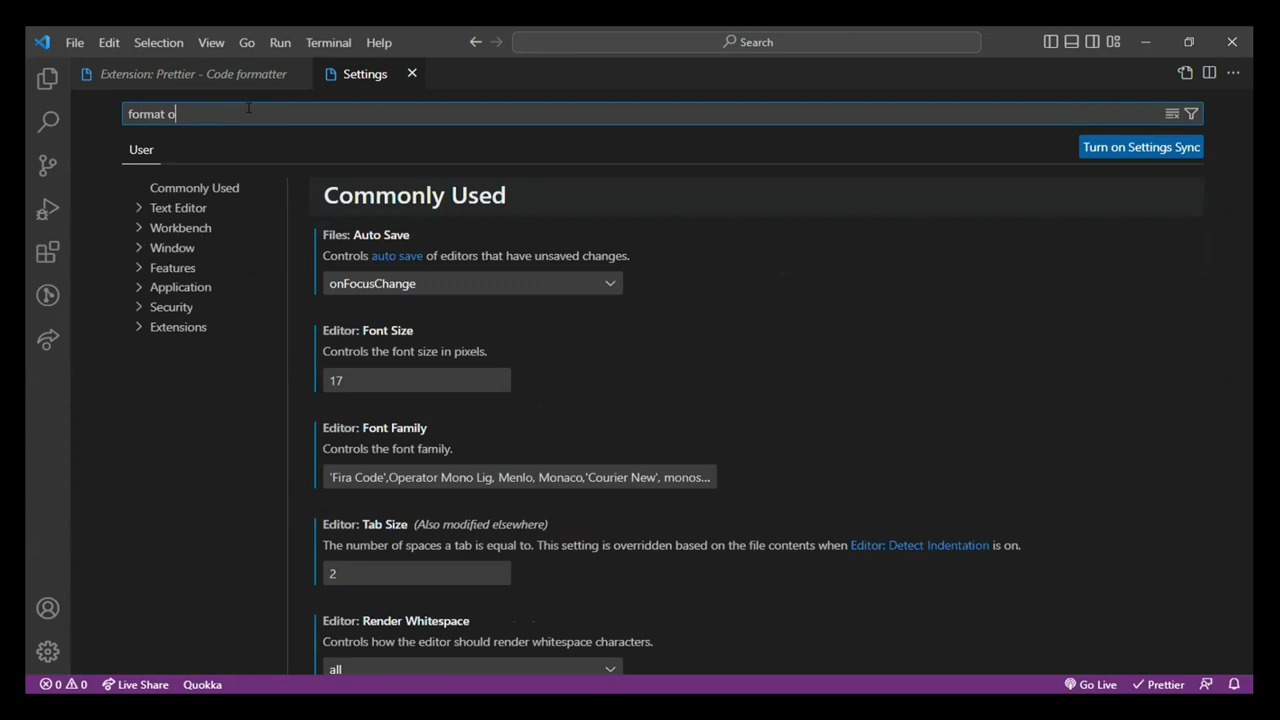 File Edit Selection View Go Run Terminal Help
Search
Extension: Prettier - Code formatter
Settings
format o
User
Turn on Settings Sync
Commonly Used
Text Editor
Workbench
Window
Features
Application
Security
Extensions
Commonly Used
Files: Auto Save
Controls auto save of editors that have unsaved changes.
onFocusChange
Editor: Font Size
Controls the font size in pixels.
17
Editor: Font Family
Controls the font family.
'Fira Code',Operator Mono Lig, Menlo, Monaco,'Courier New', monos...
Editor: Tab Size (Also modified elsewhere)
The number of spaces a tab is equal to. This setting is overridden based on the file contents when Editor: Detect Indentation is on.
2
Editor: Render Whitespace
Controls how the editor should render whitespace characters.
all
0 0 Live Share Quokka Go Live Prettier